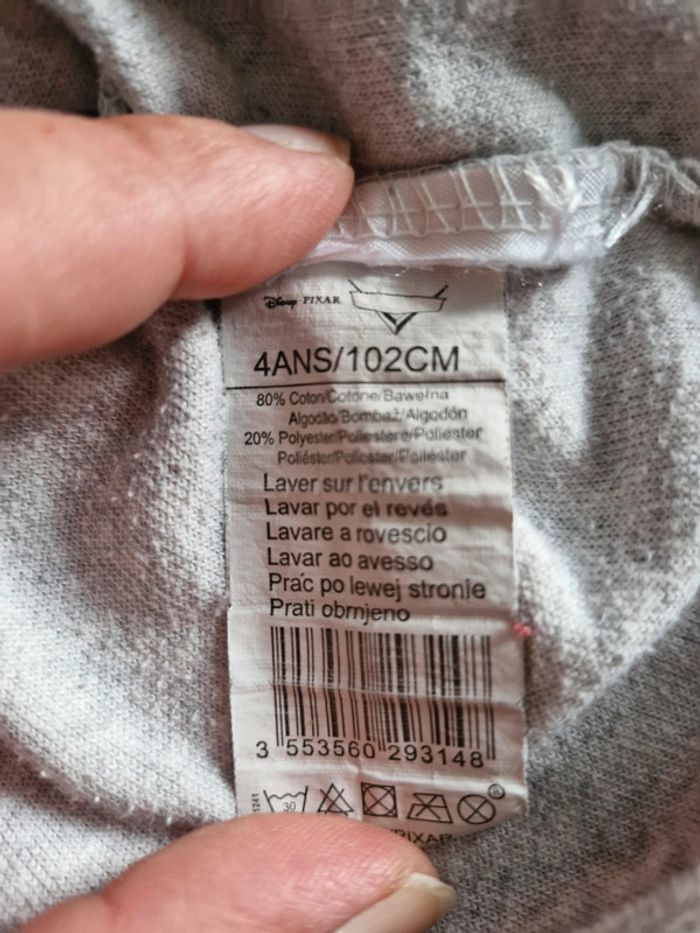 Disney · PIXAR
4ANS/102CM
80% Coton/Cotone/Bawełna
Algodão/Bombaž/Algodón
20% Polyester/Poliestere/Poliester
Poliéster/Poliester/Poliéster
Laver sur l'envers
Lavar por el revés
Lavare a rovescio
Lavar ao avesso
Prać po lewej stronie
Prati obrnjeno
3 553560 293148
1241
30
/PIXAR